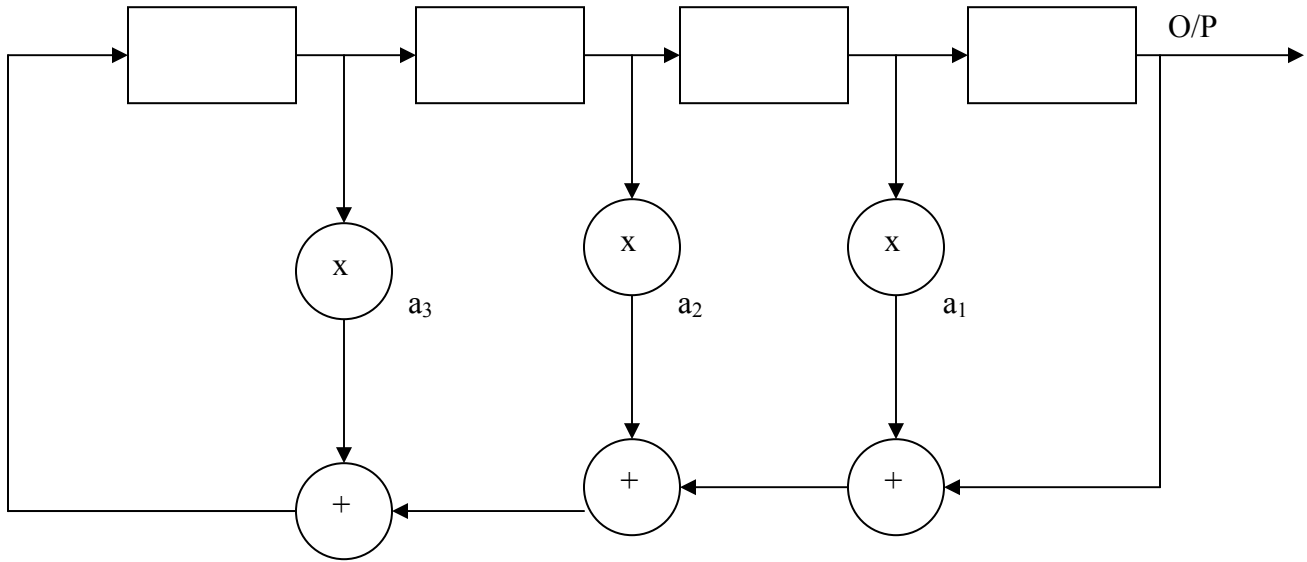 O/P
x
x
x
a₃
a₂
a₁
+
+
+